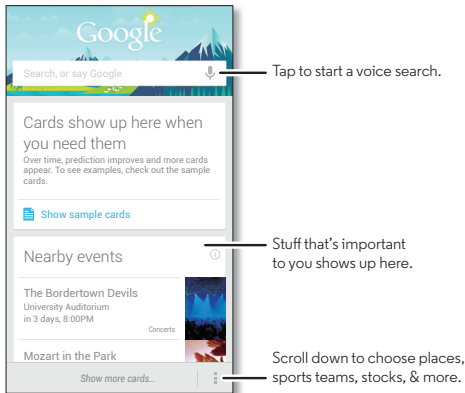 Google
Search, or say Google
Tap to start a voice search.
Cards show up here when
you need them
Over time, prediction improves and more cards
appear. To see examples, check out the sample
cards.
Show sample cards
Nearby events
Stuff that's important
to you shows up here.
The Bordertown Devils
University Auditorium
in 3 days, 8:00PM
Concerts
Mozart in the Park
Show more cards...
Scroll down to choose places,
sports teams, stocks, & more.